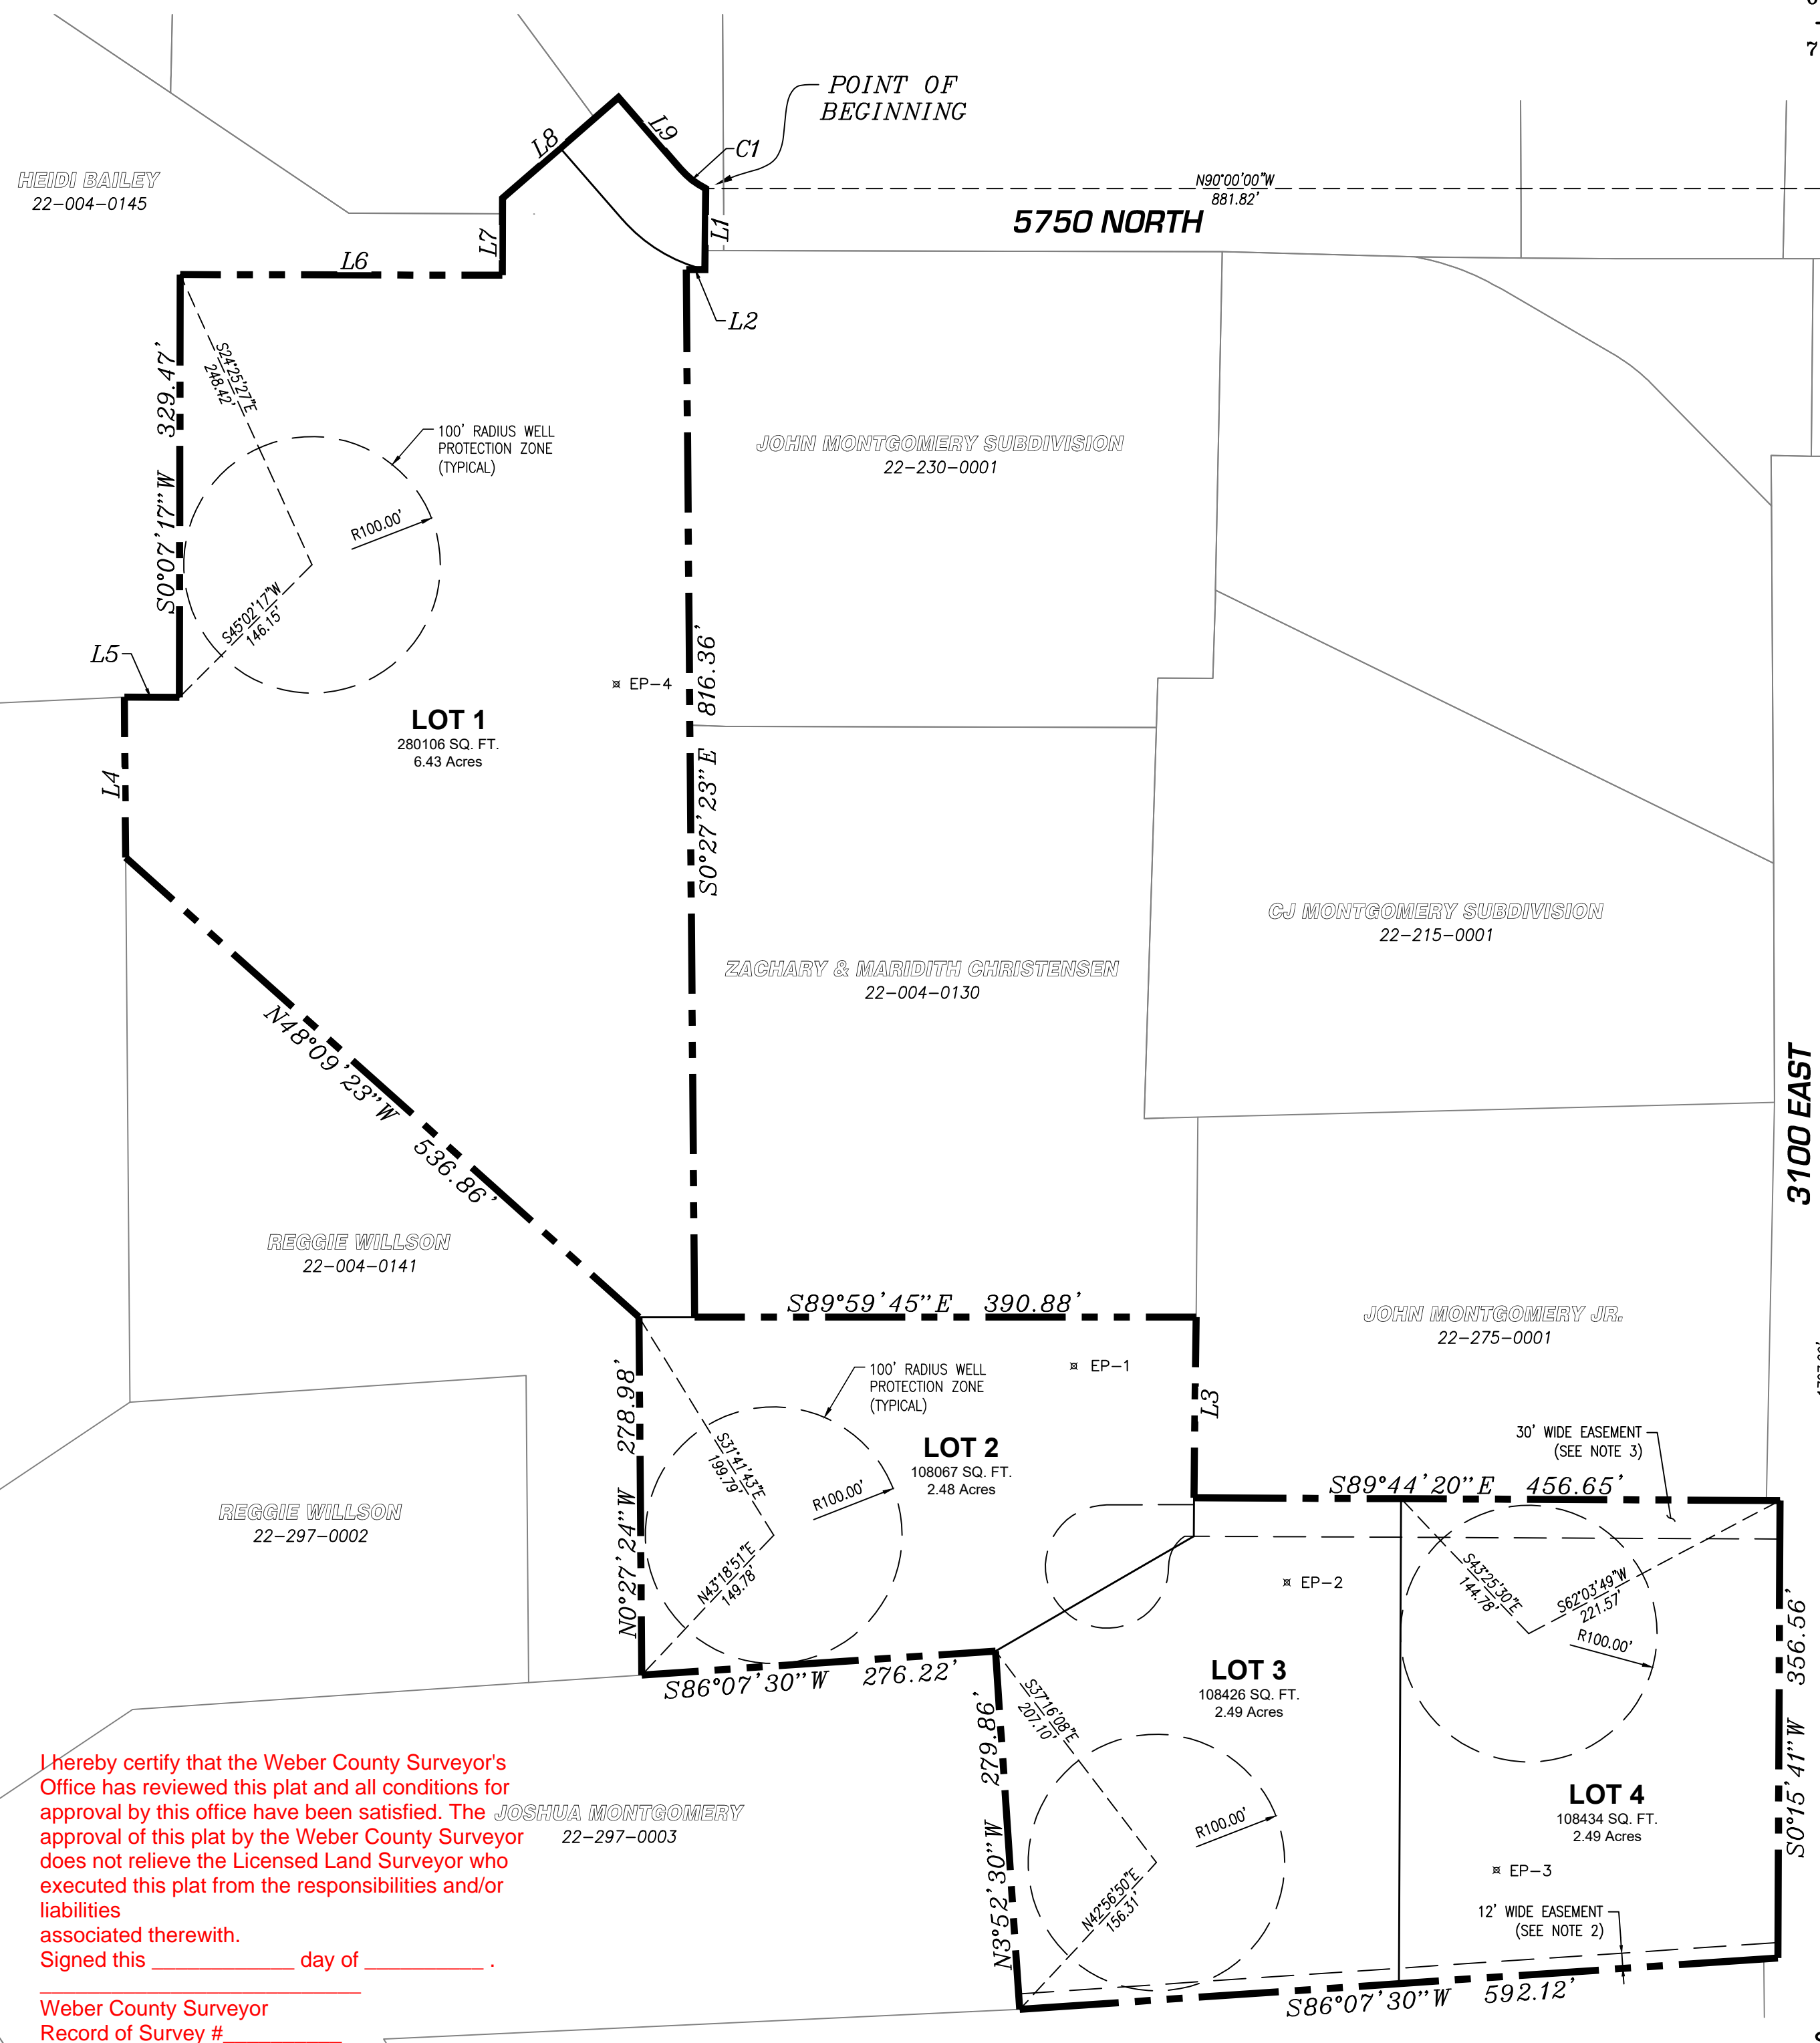 POINT OF
BEGINNING
L8
L9
C1
HEIDI BAILEY
22-004-0145
N90°00'00"W
881.82'
5750 NORTH
L7
L1
L6
L2
S0°07'17"W 329.47'
S24°25'27"E
248.42'
100' RADIUS WELL
PROTECTION ZONE
(TYPICAL)
R100.00'
JOHN MONTGOMERY SUBDIVISION
22-230-0001
S45°02'17"W
146.15'
L5
EP-4
LOT 1
280106 SQ. FT.
6.43 Acres
L4
S0°27'23"E 816.36'
CJ MONTGOMERY SUBDIVISION
22-215-0001
ZACHARY & MARIDITH CHRISTENSEN
22-004-0130
N48°09'23"W 536.86'
3100 EAST
REGGIE WILLSON
22-004-0141
S89°59'45"E 390.88'
JOHN MONTGOMERY JR.
22-275-0001
EP-1
100' RADIUS WELL
PROTECTION ZONE
(TYPICAL)
L3
N0°27'24"W 278.98'
S31°41'43"E
199.79'
LOT 2
108067 SQ. FT.
2.48 Acres
R100.00'
30' WIDE EASEMENT
(SEE NOTE 3)
S89°44'20"E 456.65'
REGGIE WILLSON
22-297-0002
N43°18'51"E
149.78'
EP-2
S43°25'30"E
144.78'
S62°03'49"W
221.57'
R100.00'
S86°07'30"W 276.22'
LOT 3
108426 SQ. FT.
2.49 Acres
S0°15'41"W 356.56'
S37°16'08"E
207.10'
N3°52'30"W 279.86'
R100.00'
LOT 4
108434 SQ. FT.
2.49 Acres
EP-3
N42°56'50"E
156.31'
12' WIDE EASEMENT
(SEE NOTE 2)
S86°07'30"W 592.12'
JOSHUA MONTGOMERY
22-297-0003
I hereby certify that the Weber County Surveyor's
Office has reviewed this plat and all conditions for
approval by this office have been satisfied. The
approval of this plat by the Weber County Surveyor
does not relieve the Licensed Land Surveyor who
executed this plat from the responsibilities and/or
liabilities
associated therewith.
Signed this ____________ day of __________ .
___________________________
Weber County Surveyor
Record of Survey #__________